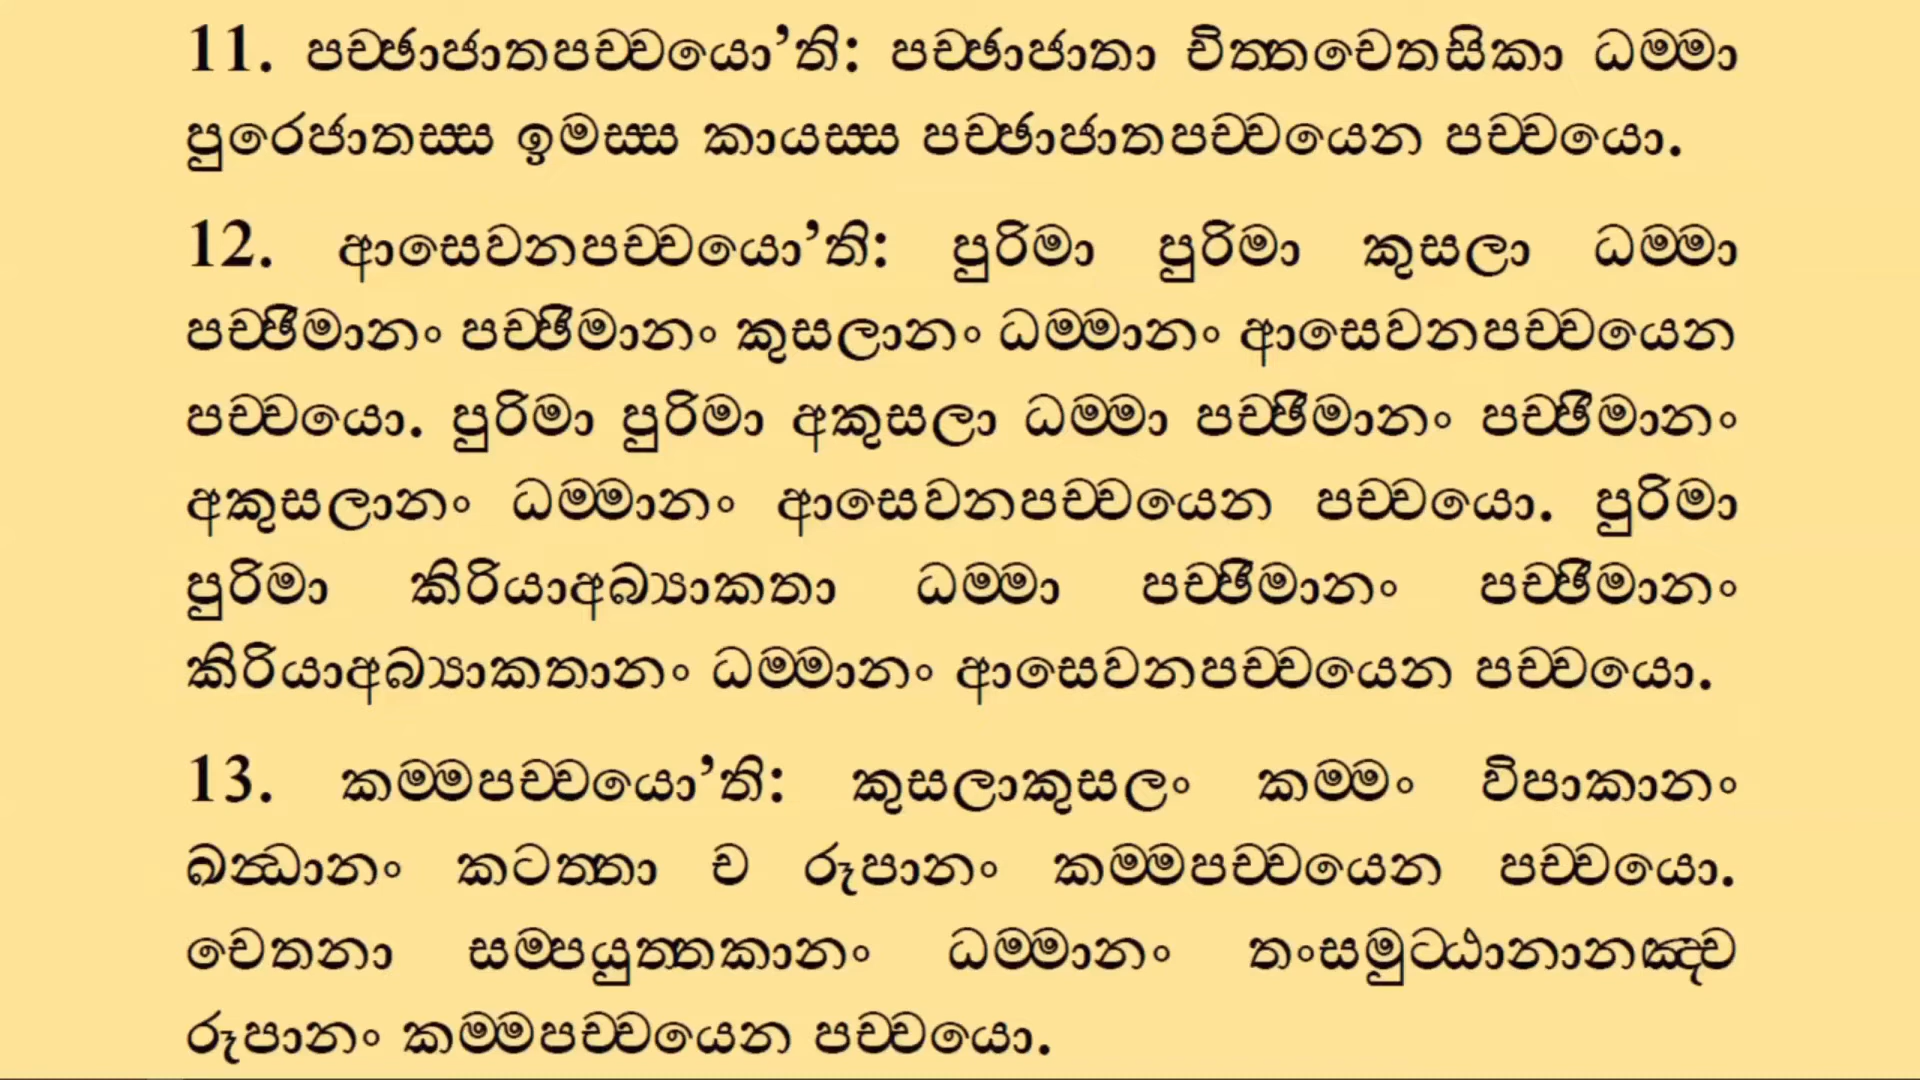 11. පච්ඡාජාතපච්චයො’ති: පච්ඡාජාතා චිත්තචෙතසිකා ධම්මා
පුරෙජාතස්ස ඉමස්ස කායස්ස පච්ඡාජාතපච්චයෙන පච්චයො.
12. ආසෙවනපච්චයො’ති: පුරිමා පුරිමා කුසලා ධම්මා
පච්ඡිමානං පච්ඡිමානං කුසලානං ධම්මානං ආසෙවනපච්චයෙන
පච්චයො. පුරිමා පුරිමා අකුසලා ධම්මා පච්ඡිමානං පච්ඡිමානං
අකුසලානං ධම්මානං ආසෙවනපච්චයෙන පච්චයො. පුරිමා
පුරිමා කිරියාඅබ්‍යාකතා ධම්මා පච්ඡිමානං පච්ඡිමානං
කිරියාඅබ්‍යාකතානං ධම්මානං ආසෙවනපච්චයෙන පච්චයො.
13. කම්මපච්චයො’ති: කුසලාකුසලං කම්මං විපාකානං
ඛන්ධානං කටත්තා ච රූපානං කම්මපච්චයෙන පච්චයො.
චෙතනා සම්පයුත්තකානං ධම්මානං තංසමුට්ඨානානඤ්ච
රූපානං කම්මපච්චයෙන පච්චයො.